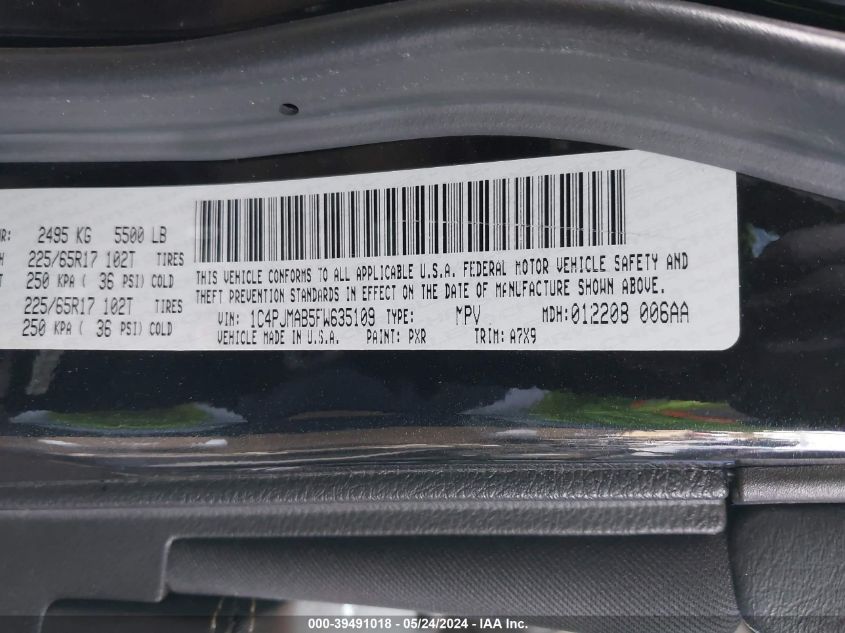 R: 2495 KG 5500 LB
H 225/65R17 102T TIRES
T 250 KPA ( 36 PSI) COLD
225/65R17 102T TIRES
250 KPA ( 36 PSI) COLD
THIS VEHICLE CONFORMS TO ALL APPLICABLE U.S.A. FEDERAL MOTOR VEHICLE SAFETY AND
THEFT PREVENTION STANDARDS IN EFFECT ON THE DATE OF MANUFACTURE SHOWN ABOVE.
VIN: 1C4PJMAB5FW635109 TYPE: MPV MDH: 012208 006AA
VEHICLE MADE IN U.S.A. PAINT: PXR TRIM: A7X9
000-39491018 - 05/24/2024 - IAA, Inc.